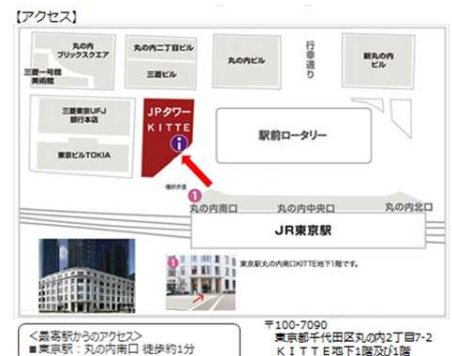 【アクセス】
丸の内
ブリックスクエア
丸の内二丁目ビル
三菱一号館
美術館
三菱ビル
丸の内ビル
行幸通り
新丸の内
ビル
三菱東京UFJ
銀行本店
東京ビルTOKIA
JPタワー
KITTE
i
駅前ロータリー
横断歩道
1
丸の内南口
丸の内中央口
丸の内北口
JR東京駅
1
東京駅丸の内南口KITTE地下1階です。
<最寄駅からのアクセス>
■東京駅：丸の内南口 徒歩約1分
〒100-7090
東京都千代田区丸の内2丁目7-2
KITTE地下1階及び1階